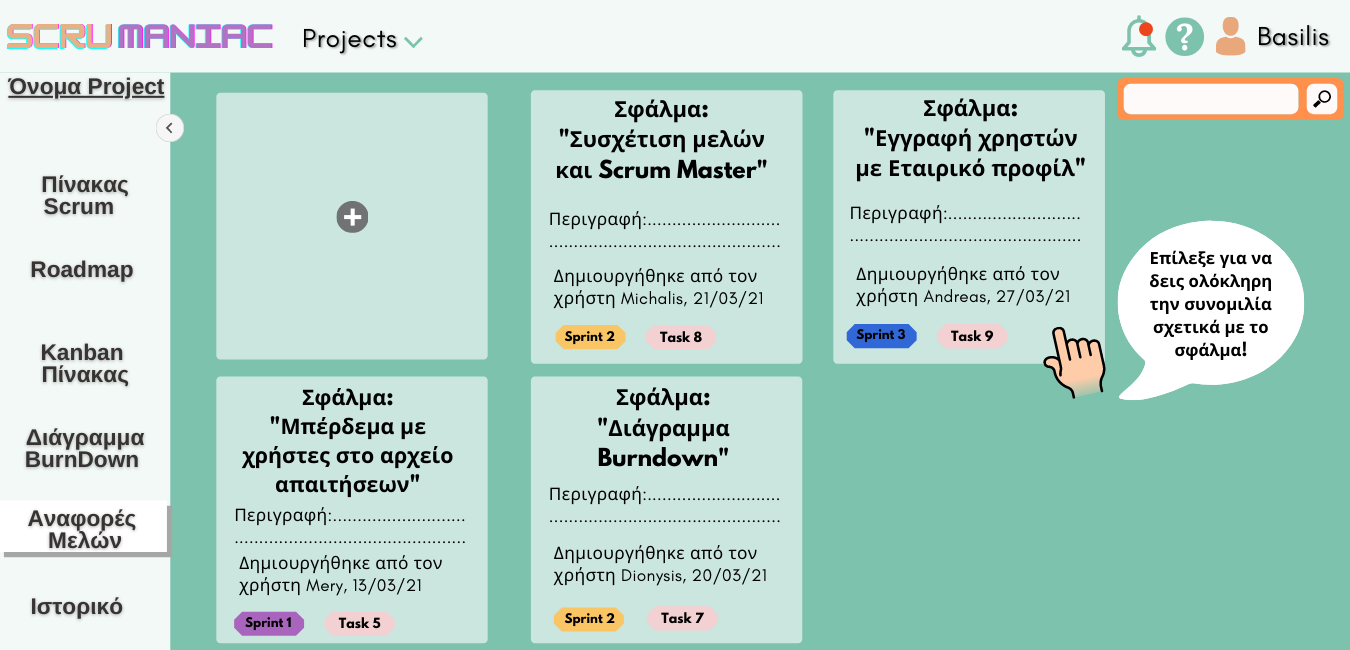 SCRUMANIAC
Projects
?
Basilis
Όνομα Project
Πίνακας
Scrum
Roadmap
Kanban
Πίνακας
Διάγραμμα
BurnDown
Αναφορές
Μελών
Ιστορικό
Σφάλμα:
"Συσχέτιση μελών
και Scrum Master"
Περιγραφή:...........................
...............................................
Δημιουργήθηκε από τον
χρήστη Michalis, 21/03/21
Sprint 2
Task 8
Σφάλμα:
"Εγγραφή χρηστών
με Εταιρικό προφίλ"
Περιγραφή:...........................
...............................................
Δημιουργήθηκε από τον
χρήστη Andreas, 27/03/21
Sprint 3
Task 9
Επίλεξε για να
δεις ολόκληρη
την συνομιλία
σχετικά με το
σφάλμα!
Σφάλμα:
"Μπέρδεμα με
χρήστες στο αρχείο
απαιτήσεων"
Περιγραφή:...........................
...............................................
Δημιουργήθηκε από τον
χρήστη Mery, 13/03/21
Sprint 1
Task 5
Σφάλμα:
"Διάγραμμα
Burndown"
Περιγραφή:...........................
...............................................
Δημιουργήθηκε από τον
χρήστη Dionysis, 20/03/21
Sprint 2
Task 7